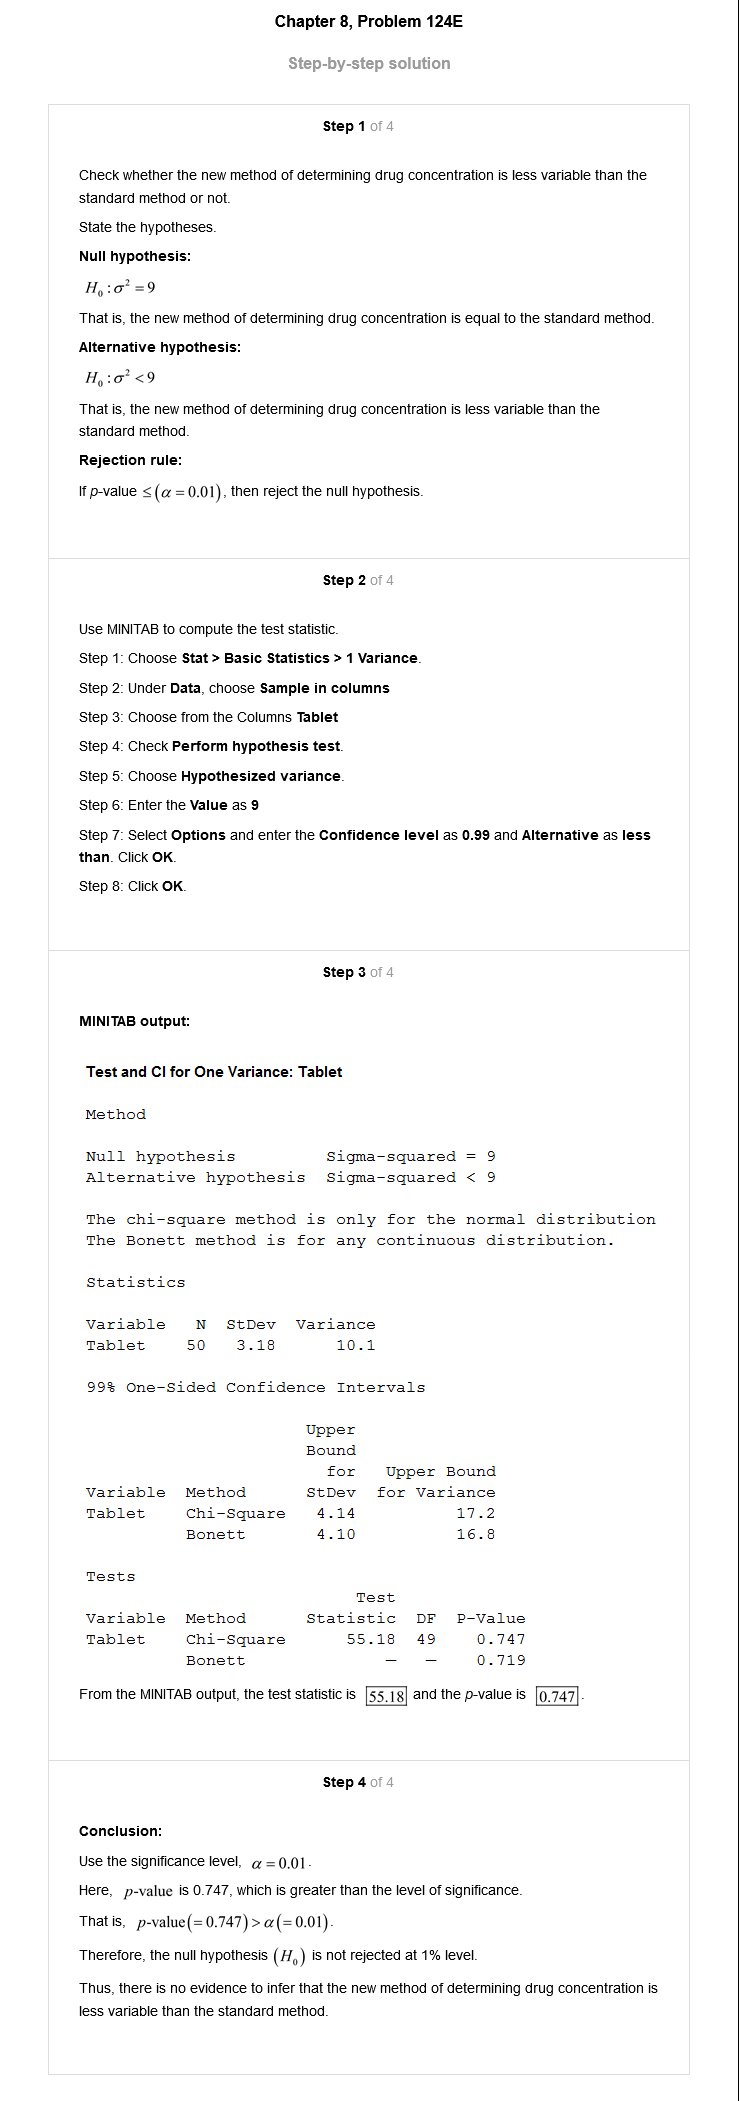 Chapter 8, Problem 124E
Step-by-step solution
Step 1 of 4
Check whether the new method of determining drug concentration is less variable than the
standard method or not.
State the hypotheses.
Null hypothesis:
H₀ : σ² = 9
That is, the new method of determining drug concentration is equal to the standard method.
Alternative hypothesis:
H₀ : σ² < 9
That is, the new method of determining drug concentration is less variable than the
standard method.
Rejection rule:
If p-value ≤ (α = 0.01), then reject the null hypothesis.
Step 2 of 4
Use MINITAB to compute the test statistic.
Step 1: Choose Stat > Basic Statistics > 1 Variance.
Step 2: Under Data, choose Sample in columns
Step 3: Choose from the Columns Tablet
Step 4: Check Perform hypothesis test.
Step 5: Choose Hypothesized variance.
Step 6: Enter the Value as 9
Step 7: Select Options and enter the Confidence level as 0.99 and Alternative as less
than. Click OK.
Step 8: Click OK.
Step 3 of 4
MINITAB output:
Test and CI for One Variance: Tablet
Method
Null hypothesis Sigma-squared = 9
Alternative hypothesis Sigma-squared < 9
The chi-square method is only for the normal distribution
The Bonett method is for any continuous distribution.
Statistics
Variable N StDev Variance
Tablet 50 3.18 10.1
99% One-Sided Confidence Intervals
Upper
Bound
for Upper Bound
Variable Method StDev for Variance
Tablet Chi-Square 4.14 17.2
Bonett 4.10 16.8
Tests
Test
Variable Method Statistic DF P-Value
Tablet Chi-Square 55.18 49 0.747
Bonett — — 0.719
From the MINITAB output, the test statistic is 55.18 and the p-value is 0.747.
Step 4 of 4
Conclusion:
Use the significance level, α = 0.01.
Here, p-value is 0.747, which is greater than the level of significance.
That is, p-value(= 0.747) > α(= 0.01).
Therefore, the null hypothesis (H₀) is not rejected at 1% level.
Thus, there is no evidence to infer that the new method of determining drug concentration is
less variable than the standard method.